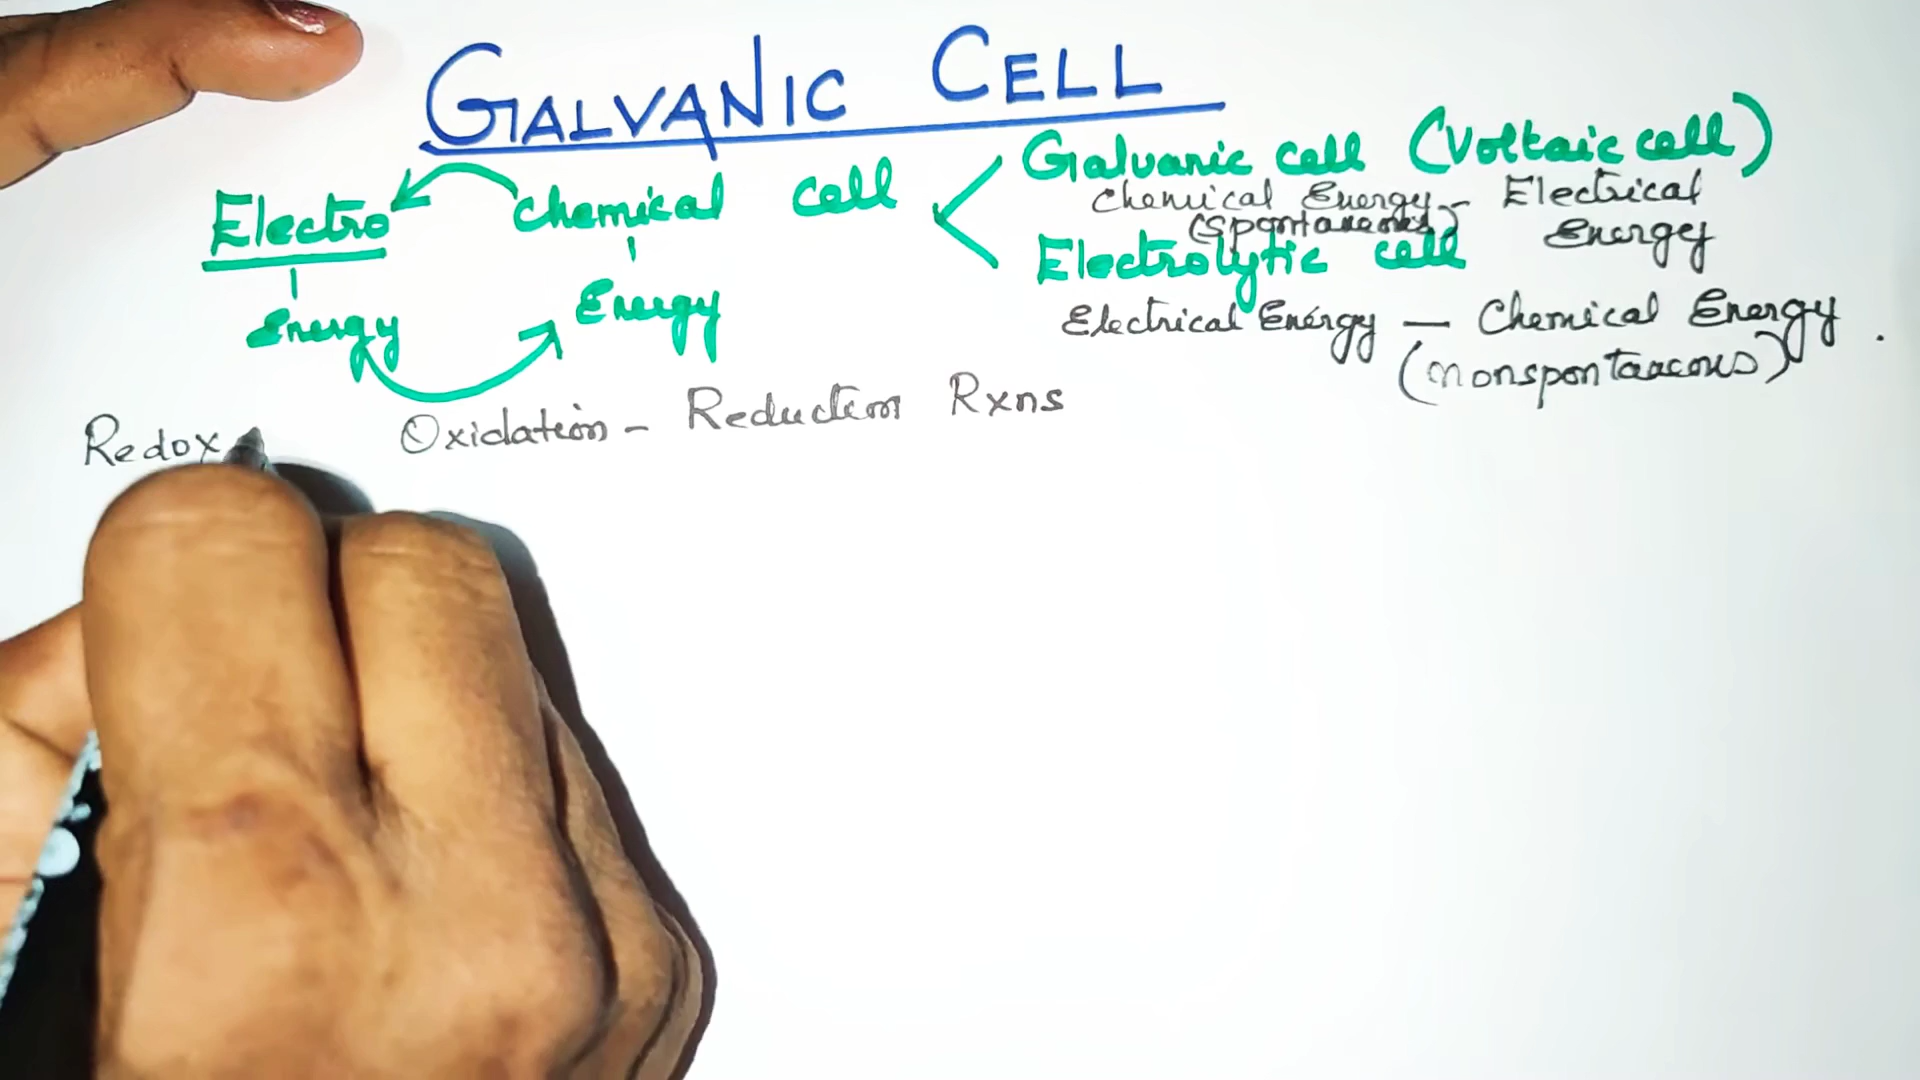 GALVANIC CELL
Electro chemical cell
Energy Energy
Galvanic cell (Voltaic cell)
Chemical Energy - Electrical
(Spontaneous) Energy
Electrolytic cell
Electrical Energy — Chemical Energy.
(Nonspontaneous)
Redox Oxidation - Reduction Rxns